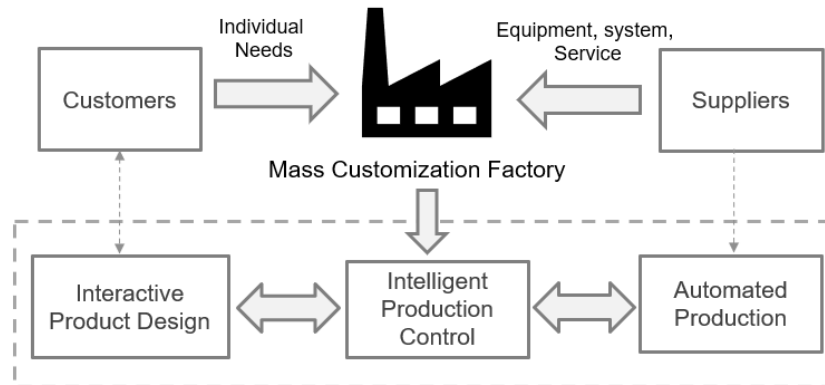 Individual
Needs
Equipment, system,
Service
Customers
Suppliers
Mass Customization Factory
Interactive
Product Design
Intelligent
Production
Control
Automated
Production